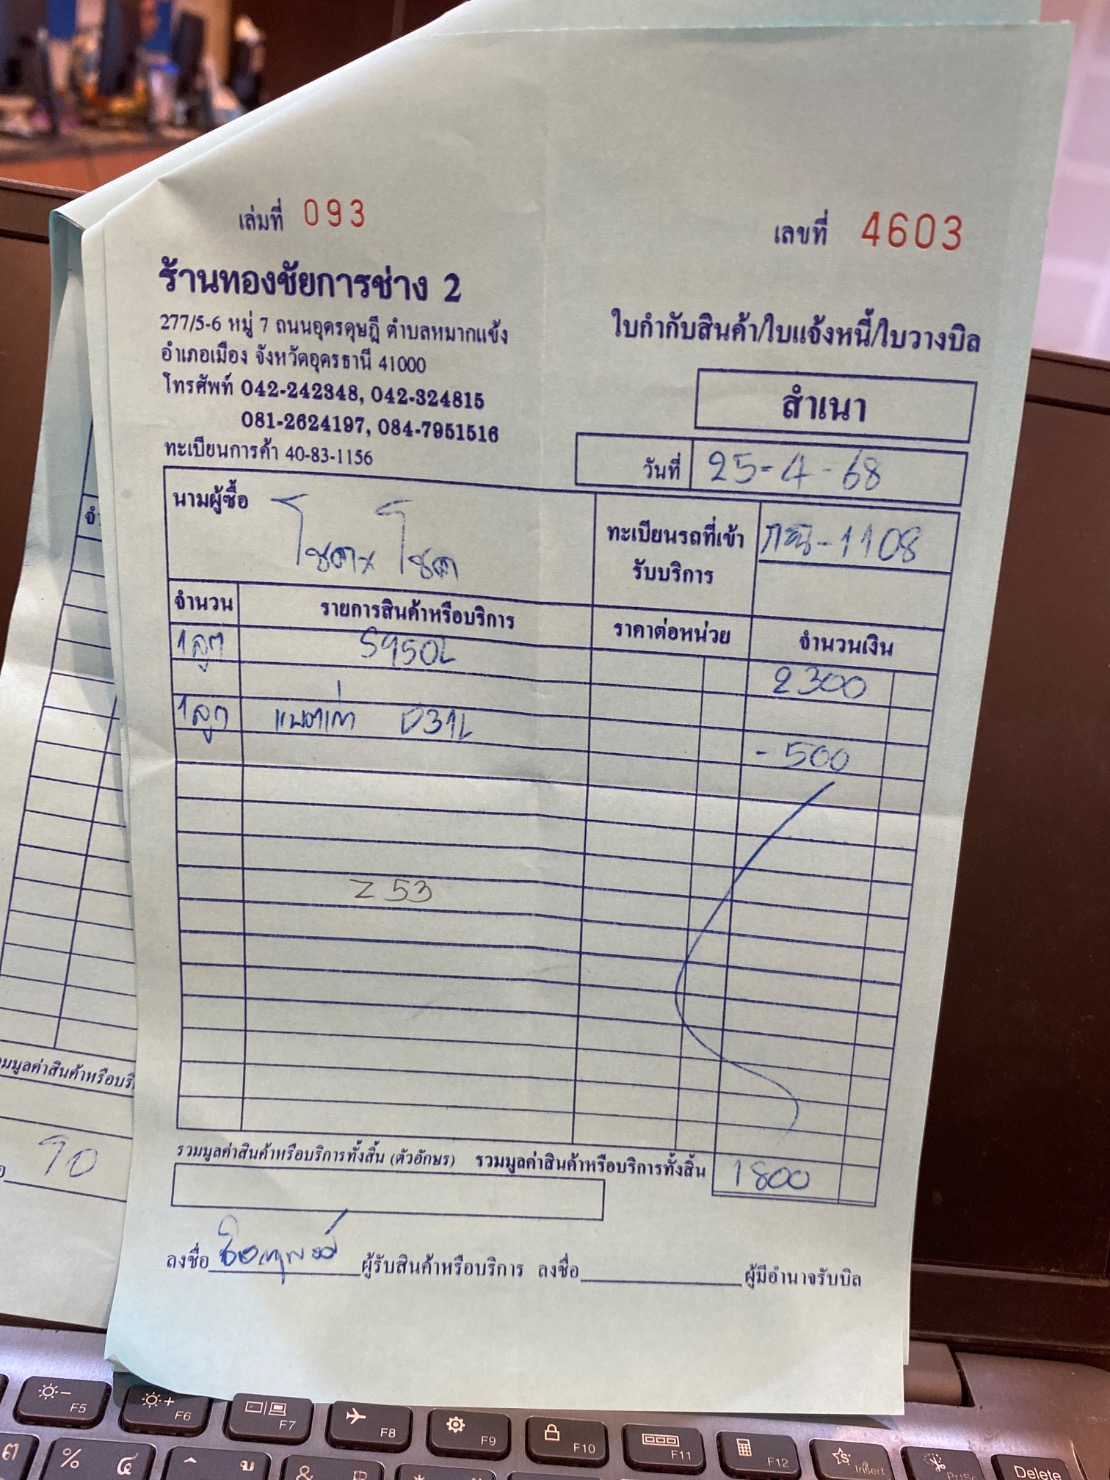 เล่มที่ 093
เลขที่ 4603
ร้านทองชัยการช่าง 2
277/5-6 หมู่ 7 ถนนอุดรดุษฎี ตำบลหมากแข้ง
อำเภอเมือง จังหวัดอุดรธานี 41000
โทรศัพท์ 042-242348, 042-324815
081-2624197, 084-7951516
ทะเบียนการค้า 40-83-1156
ใบกำกับสินค้า/ใบแจ้งหนี้/ใบวางบิล
สำเนา
วันที่ 25-4-68
นามผู้ซื้อ
ทะเบียนรถที่เข้ารับบริการ -1108
จำนวน รายการสินค้าหรือบริการ ราคาต่อหน่วย จำนวนเงิน
1ลูก S950L 2300
1ลูก แบตเก่า D31L -500
Z 53
รวมมูลค่าสินค้าหรือบริการทั้งสิ้น (ตัวอักษร) รวมมูลค่าสินค้าหรือบริการทั้งสิ้น 1800
ลงชื่อ ผู้รับสินค้าหรือบริการ ลงชื่อ ผู้มีอำนาจรับบิล
F5 F6 F7 F8 F9 F10 F11 F12 Insert
Delete